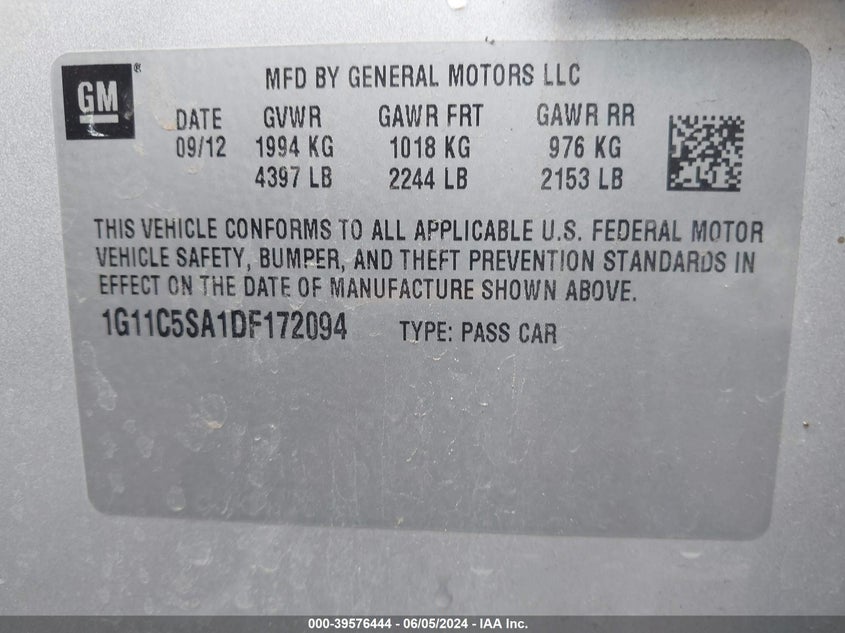 GM®
MFD BY GENERAL MOTORS LLC
DATE GVWR GAWR FRT GAWR RR
09/12 1994 KG 1018 KG 976 KG
4397 LB 2244 LB 2153 LB
THIS VEHICLE CONFORMS TO ALL APPLICABLE U.S. FEDERAL MOTOR
VEHICLE SAFETY, BUMPER, AND THEFT PREVENTION STANDARDS IN
EFFECT ON THE DATE OF MANUFACTURE SHOWN ABOVE.
1G11C5SA1DF172094 TYPE: PASS CAR
000-39576444 - 06/05/2024 - IAA Inc.